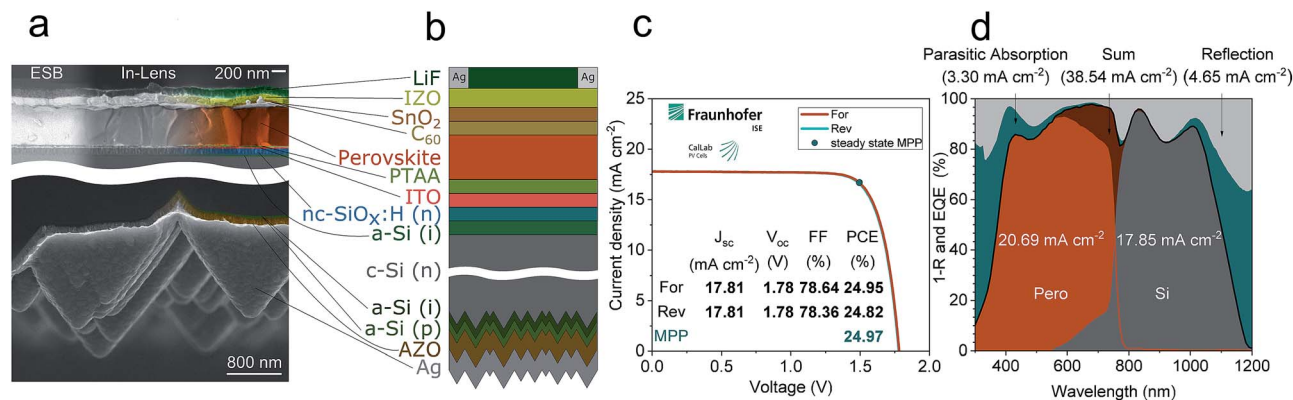 a
b
c
d
ESB
In-Lens
200 nm
800 nm
LiF
IZO
SnO2
C60
Perovskite
PTAA
ITO
nc-SiOX:H (n)
a-Si (i)
c-Si (n)
a-Si (i)
a-Si (p)
AZO
Ag
Ag
Ag
Current density (mA cm-2)
25
20
15
10
5
0
0.0
0.5
1.0
1.5
2.0
Voltage (V)
Fraunhofer
ISE
CalLab
PV Cells
For
Rev
steady state MPP
Jsc Voc FF PCE
(mA cm-2) (V) (%) (%)
For 17.81 1.78 78.64 24.95
Rev 17.81 1.78 78.36 24.82
MPP 24.97
Parasitic Absorption
(3.30 mA cm-2)
Sum
(38.54 mA cm-2)
Reflection
(4.65 mA cm-2)
1-R and EQE (%)
100
80
60
40
20
0
20.69 mA cm-2
17.85 mA cm-2
Pero
Si
400
600
800
1000
1200
Wavelength (nm)